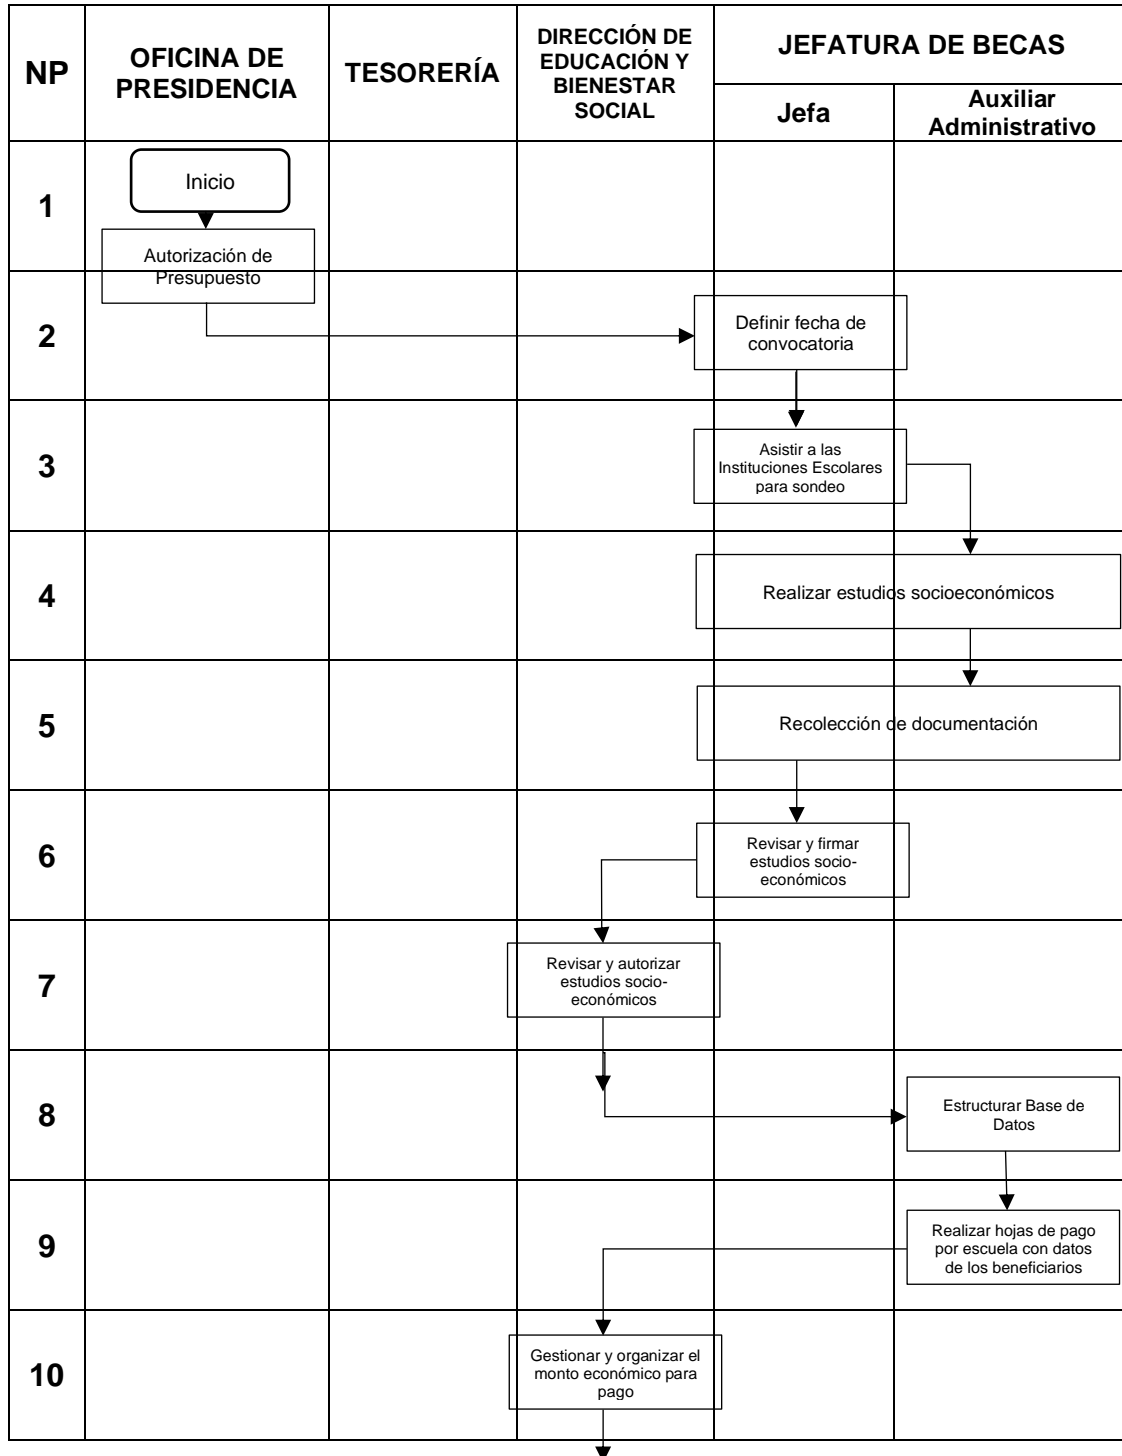 NP
OFICINA DE
PRESIDENCIA
TESORERÍA
DIRECCIÓN DE
EDUCACIÓN Y
BIENESTAR
SOCIAL
JEFATURA DE BECAS
Jefa
Auxiliar
Administrativo
1
Inicio
Autorización de
Presupuesto
2
Definir fecha de
convocatoria
3
Asistir a las
Instituciones Escolares
para sondeo
4
Realizar estudios socioeconómicos
5
Recolección de documentación
6
Revisar y firmar
estudios socio-
económicos
7
Revisar y autorizar
estudios socio-
económicos
8
Estructurar Base de
Datos
9
Realizar hojas de pago
por escuela con datos
de los beneficiarios
10
Gestionar y organizar el
monto económico para
pago